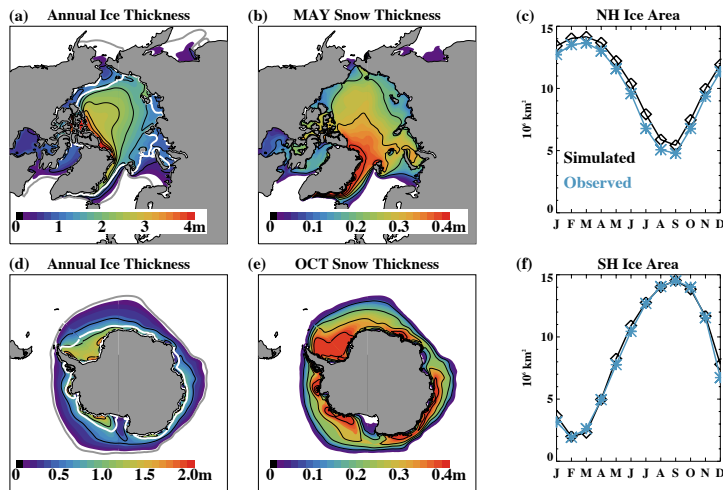 (a) Annual Ice Thickness
0 1 2 3 4m
(b) MAY Snow Thickness
0 0.1 0.2 0.3 0.4m
(c) NH Ice Area
15
10
5
0
10⁶ km²
Simulated
Observed
J F M A M J J A S O N D
(d) Annual Ice Thickness
0 0.5 1.0 1.5 2.0m
(e) OCT Snow Thickness
0 0.1 0.2 0.3 0.4m
(f) SH Ice Area
15
10
5
0
10⁶ km²
J F M A M J J A S O N D